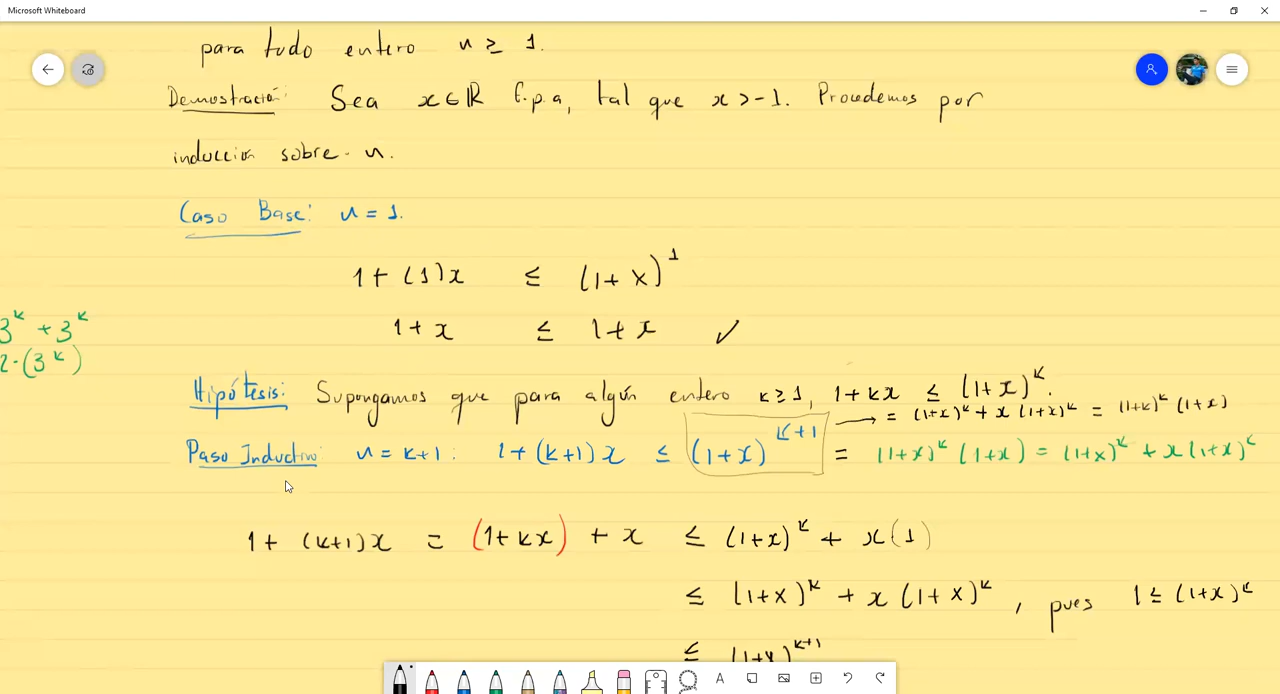 Microsoft Whiteboard
para todo entero n ≥ 1.
Demostración: Sea x ∈ ℝ f.p.a, tal que x > -1. Procedemos por
inducción sobre n.
Caso Base: n = 1.
1 + (1)x ≤ (1 + x)^1
1 + x ≤ 1 + x ✓
3^k + 3^k
2·(3^k)
Hipótesis: Supongamos que para algún entero k ≥ 1, 1 + kx ≤ (1+x)^k.
→ = (1+x)^k + x(1+x)^k = (1+x)^k (1+x)
Paso Inductivo: n = k+1: 1 + (k+1)x ≤ (1+x)^{k+1} = (1+x)^k (1+x) = (1+x)^k + x(1+x)^k
1 + (k+1)x = (1+kx) + x ≤ (1+x)^k + x(1)
≤ (1+x)^k + x(1+x)^k, pues 1 ≤ (1+x)^k
≤ (1+x)^{k+1}
A